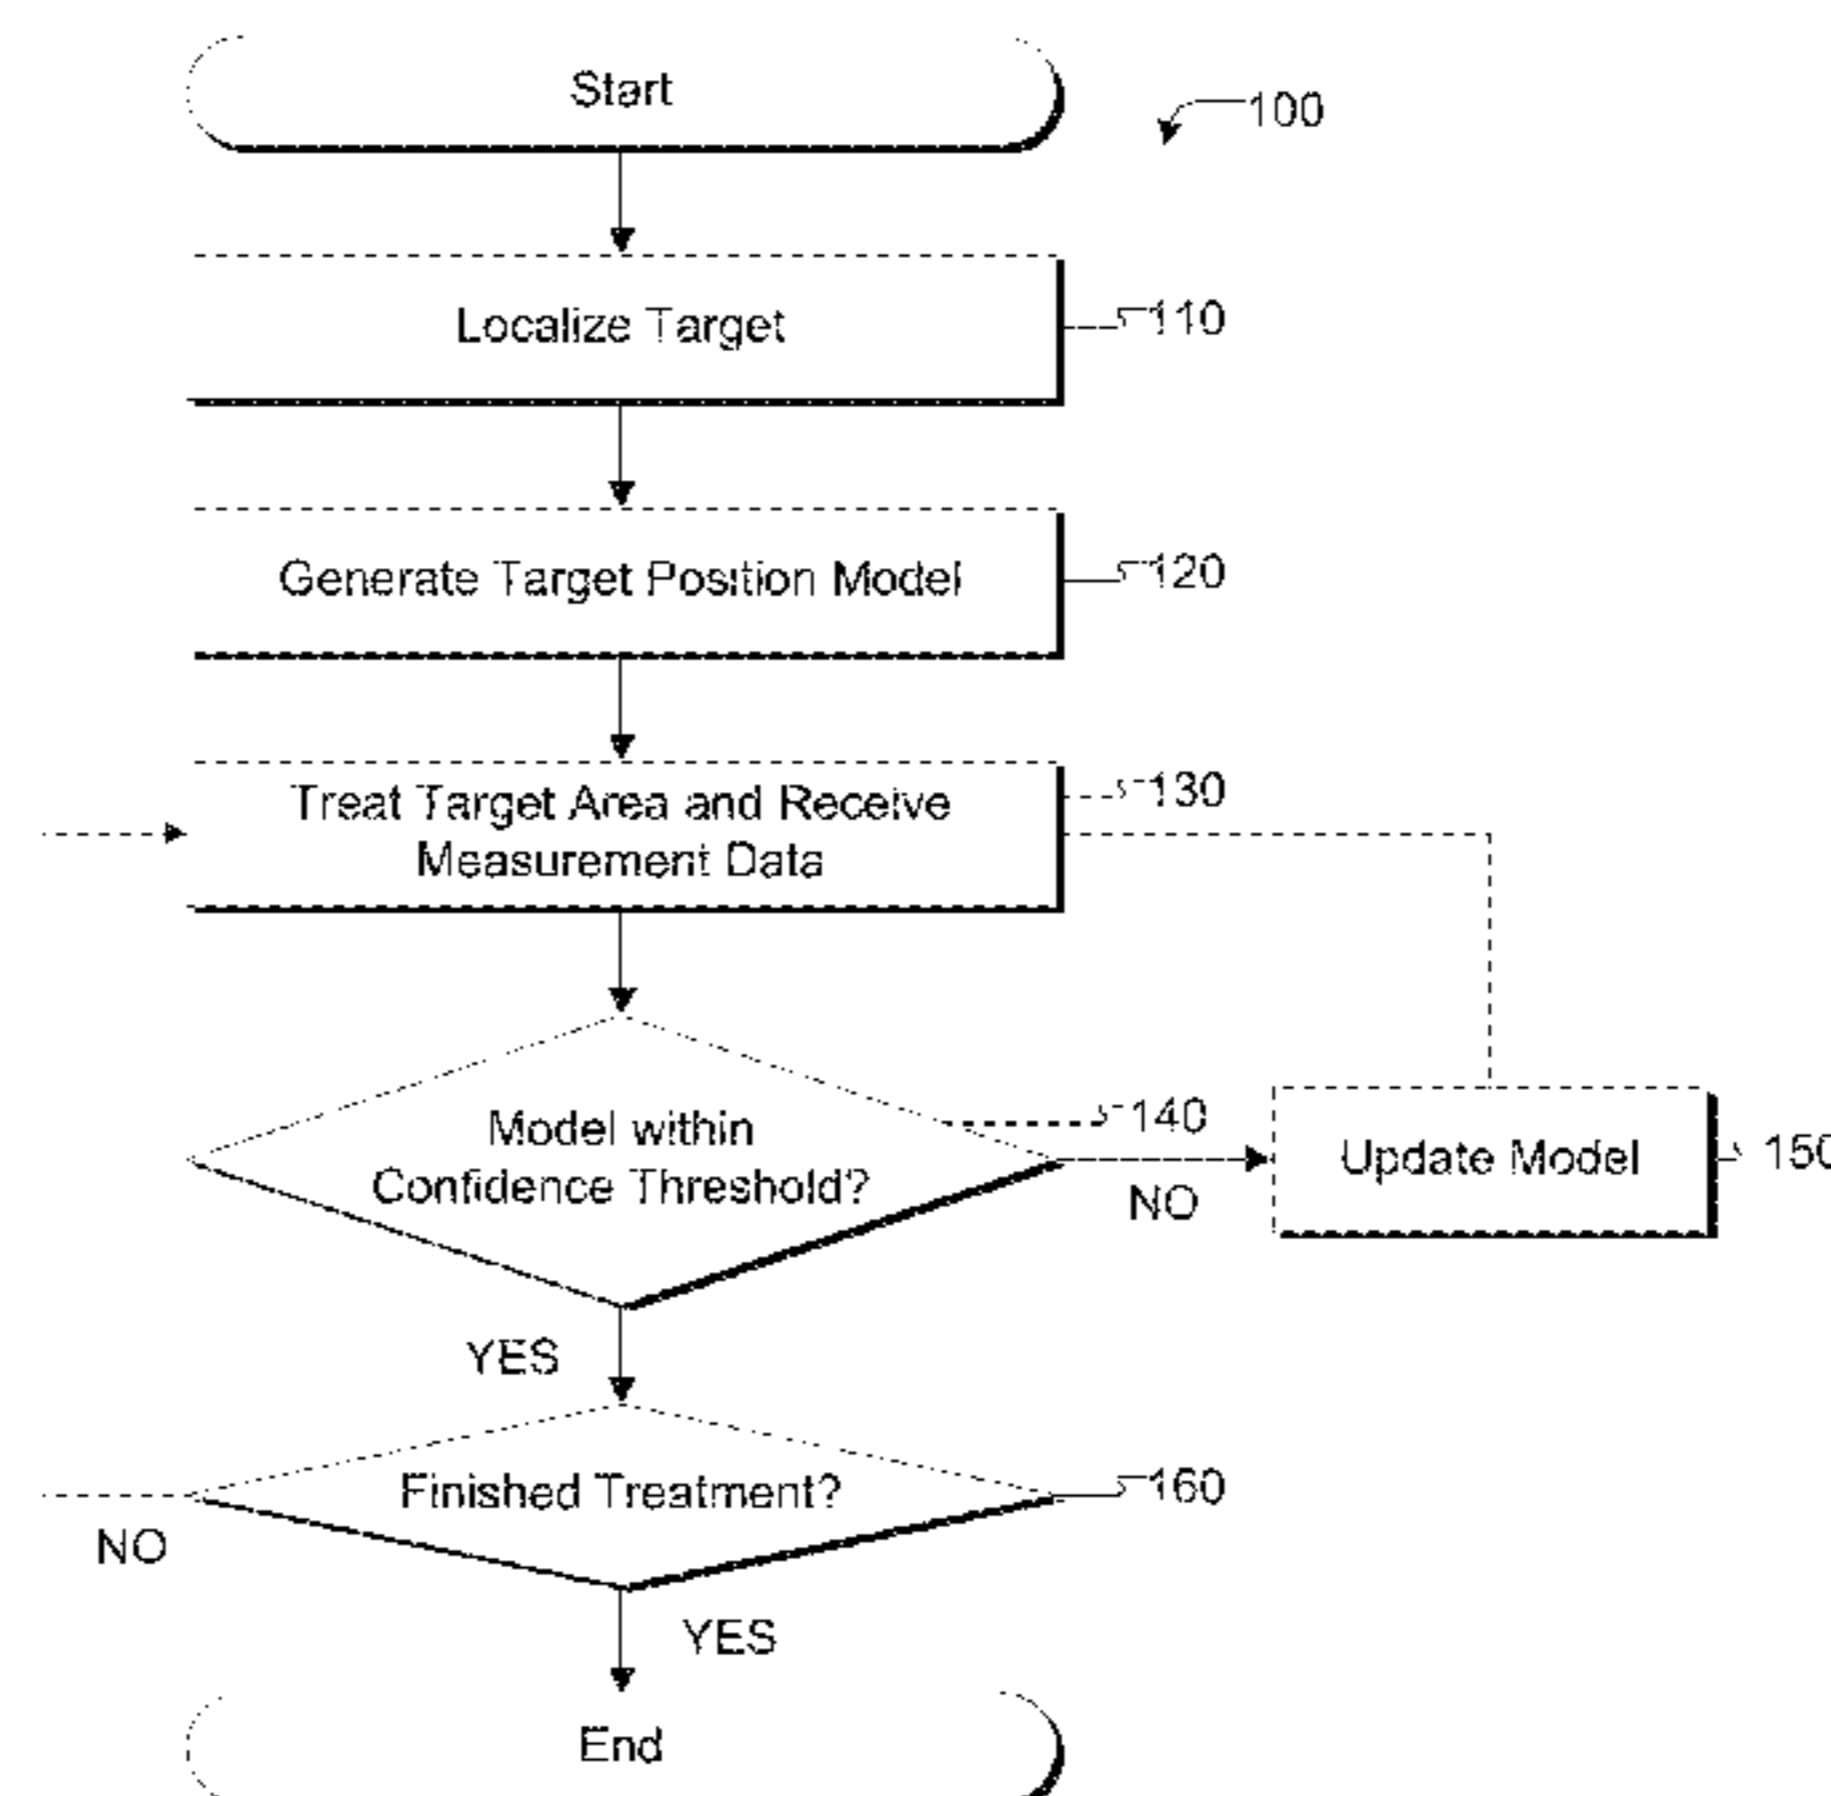 Start
100
Localize Target
110
Generate Target Position Model
120
Treat Target Area and Receive
Measurement Data
130
Model within
Confidence Threshold?
140
NO
Update Model
150
YES
Finished Treatment?
160
NO
YES
End